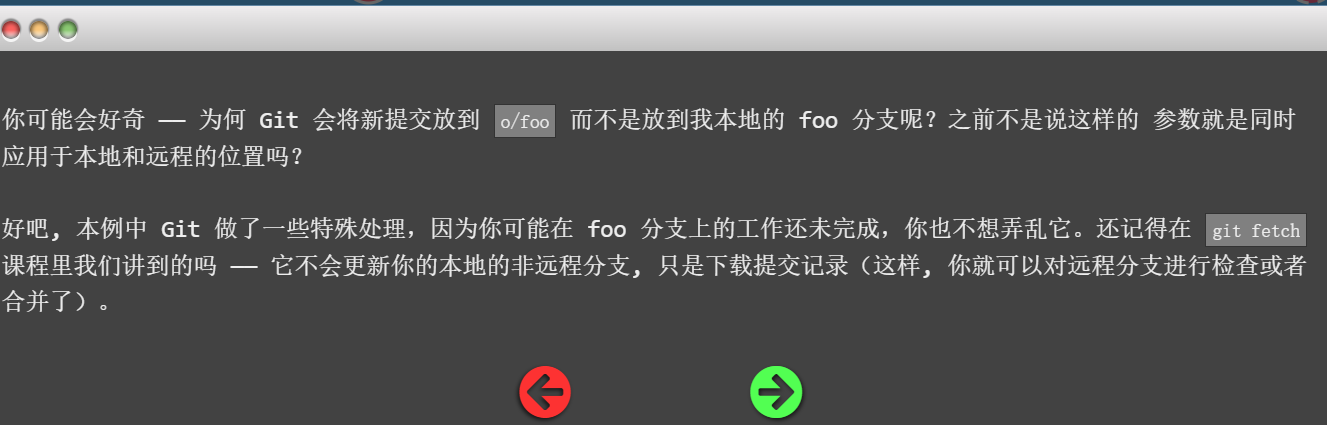 你可能会好奇 —— 为何 Git 会将新提交放到 o/foo 而不是放到我本地的 foo 分支呢？之前不是说这样的 参数就是同时
应用于本地和远程的位置吗？
好吧, 本例中 Git 做了一些特殊处理，因为你可能在 foo 分支上的工作还未完成，你也不想弄乱它。还记得在 git fetch
课程里我们讲到的吗 —— 它不会更新你的本地的非远程分支, 只是下载提交记录（这样, 你就可以对远程分支进行检查或者
合并了）。